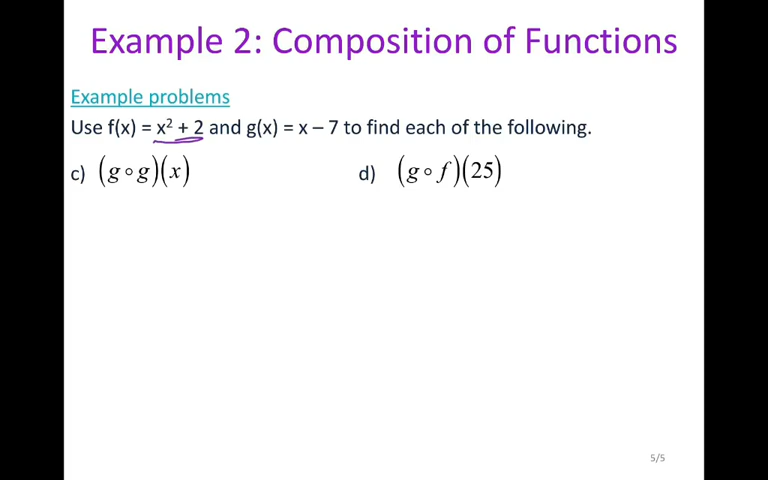 Example 2: Composition of Functions
Example problems
Use f(x) = x² + 2 and g(x) = x – 7 to find each of the following.
c) (g∘g)(x) d) (g∘f)(25)
5/5